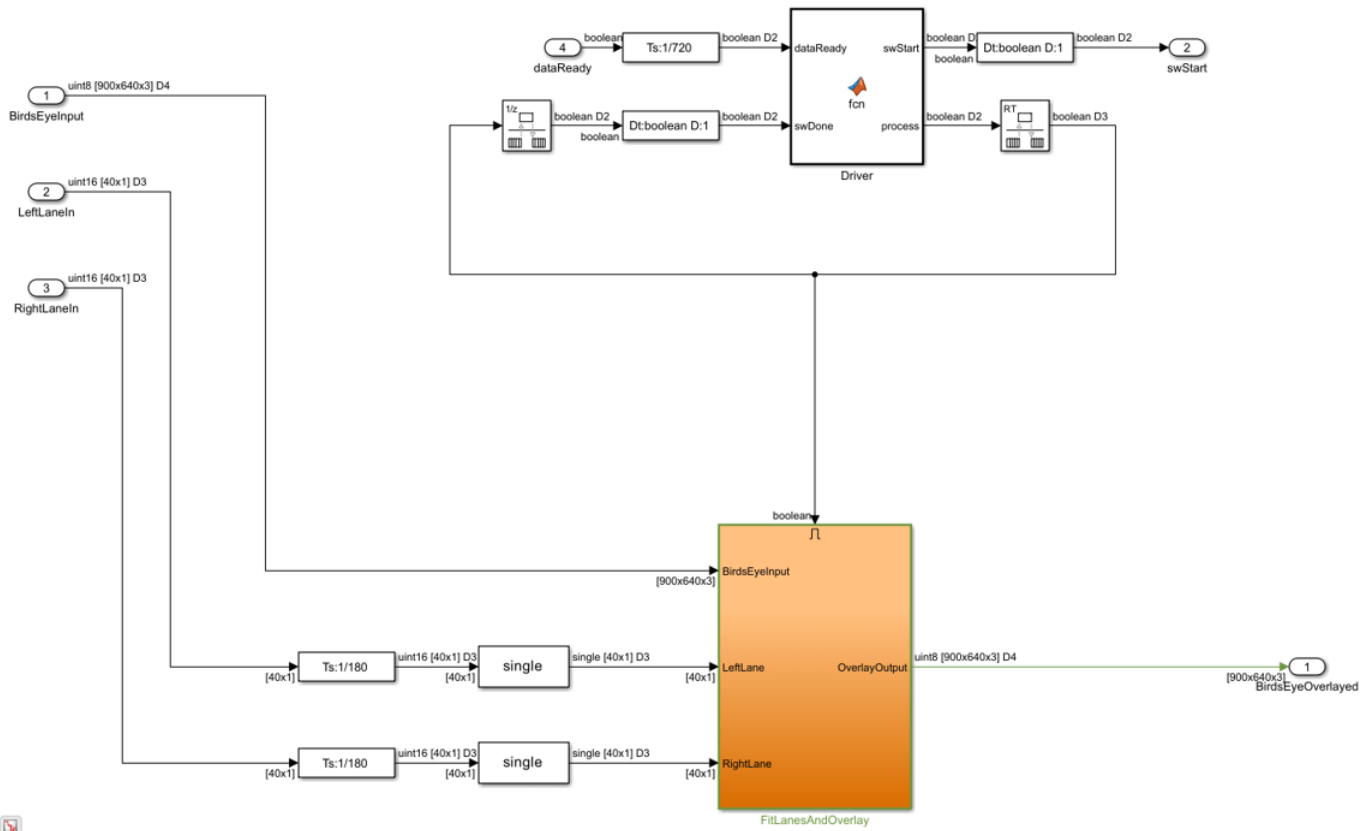 4
boolean
dataReady
Ts:1/720
boolean D2
dataReady
swStart
fcn
swDone
process
Driver
boolean D
boolean
Dt:boolean D:1
boolean D2
2
swStart
1
uint8 [900x640x3] D4
BirdsEyeInput
1/z
boolean D2
boolean
Dt:boolean D:1
boolean D2
boolean D2
RT
boolean D3
2
uint16 [40x1] D3
LeftLaneIn
3
uint16 [40x1] D3
RightLaneIn
boolean
[900x640x3]
BirdsEyeInput
[40x1]
Ts:1/180
uint16 [40x1] D3
[40x1]
single
single [40x1] D3
[40x1]
LeftLane
OverlayOutput
uint8 [900x640x3] D4
[900x640x3]
1
BirdsEyeOverlayed
[40x1]
Ts:1/180
uint16 [40x1] D3
[40x1]
single
single [40x1] D3
[40x1]
RightLane
FitLanesAndOverlay